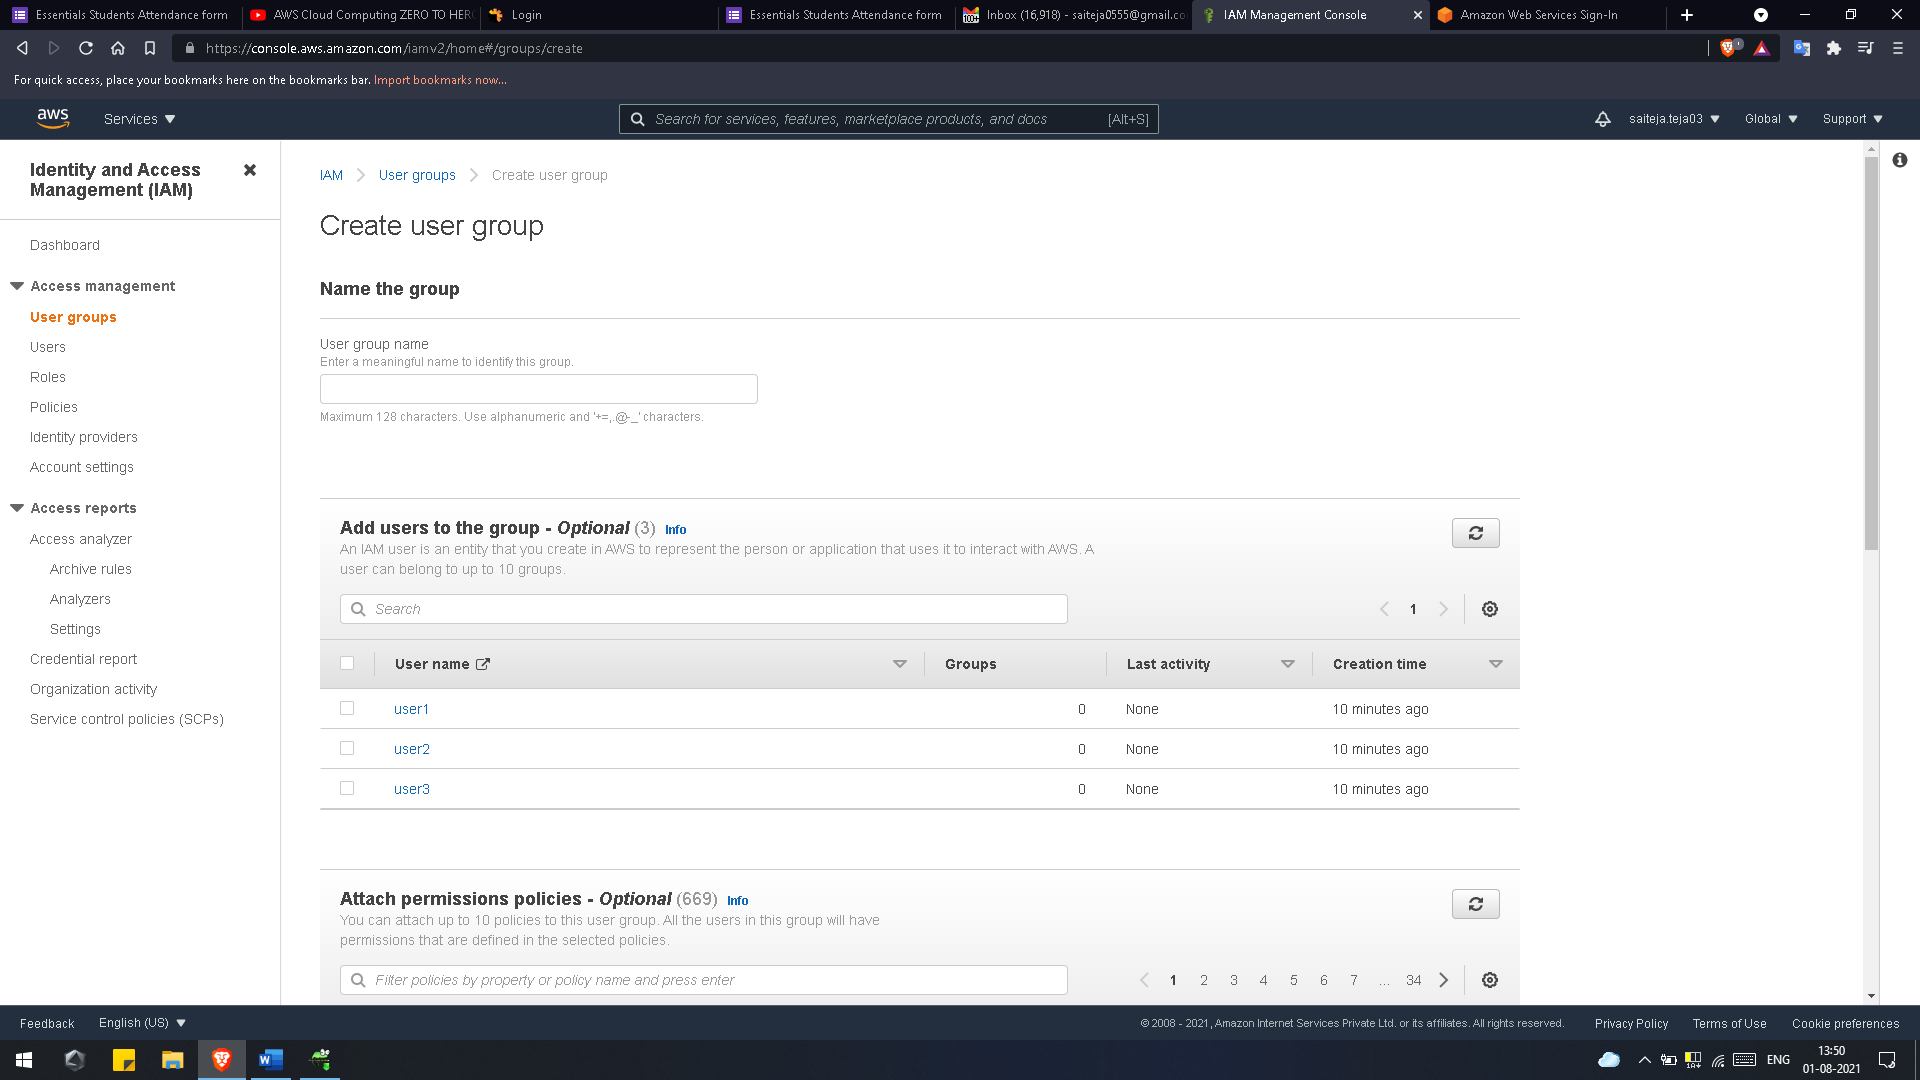 Essentials Students Attendance form
AWS Cloud Computing ZERO TO HERO
Login
Essentials Students Attendance form
Inbox (16,918) - saiteja0555@gmail.co
IAM Management Console
Amazon Web Services Sign-In
https://console.aws.amazon.com/iamv2/home#/groups/create
For quick access, place your bookmarks here on the bookmarks bar. Import bookmarks now...
aws
Services
Search for services, features, marketplace products, and docs
[Alt+S]
saiteja.teja03
Global
Support
Identity and Access
Management (IAM)
Dashboard
Access management
User groups
Users
Roles
Policies
Identity providers
Account settings
Access reports
Access analyzer
Archive rules
Analyzers
Settings
Credential report
Organization activity
Service control policies (SCPs)
IAM
User groups
Create user group
Create user group
Name the group
User group name
Enter a meaningful name to identify this group.
Maximum 128 characters. Use alphanumeric and '+=,.@-_' characters.
Add users to the group - Optional (3) Info
An IAM user is an entity that you create in AWS to represent the person or application that uses it to interact with AWS. A
user can belong to up to 10 groups.
Search
1
User name Groups Last activity Creation time
user1 0 None 10 minutes ago
user2 0 None 10 minutes ago
user3 0 None 10 minutes ago
Attach permissions policies - Optional (669) Info
You can attach up to 10 policies to this user group. All the users in this group will have
permissions that are defined in the selected policies.
Filter policies by property or policy name and press enter
1 2 3 4 5 6 7 ... 34
Feedback
English (US)
© 2008 - 2021, Amazon Internet Services Private Ltd. or its affiliates. All rights reserved.
Privacy Policy
Terms of Use
Cookie preferences
ENG
13:50
01-08-2021